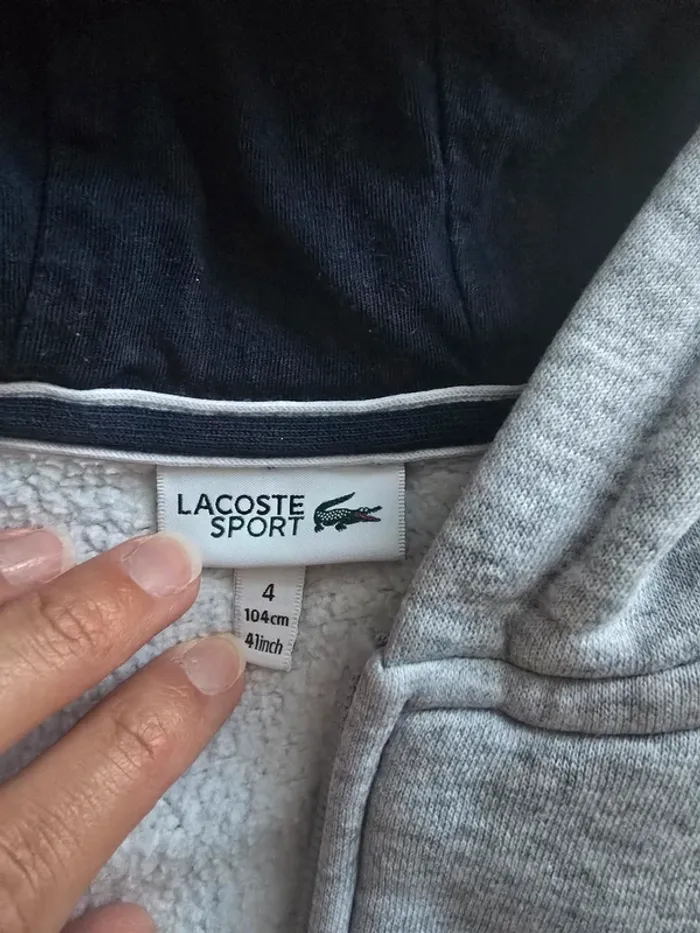 LACOSTE
SPORT
4
104cm
41inch